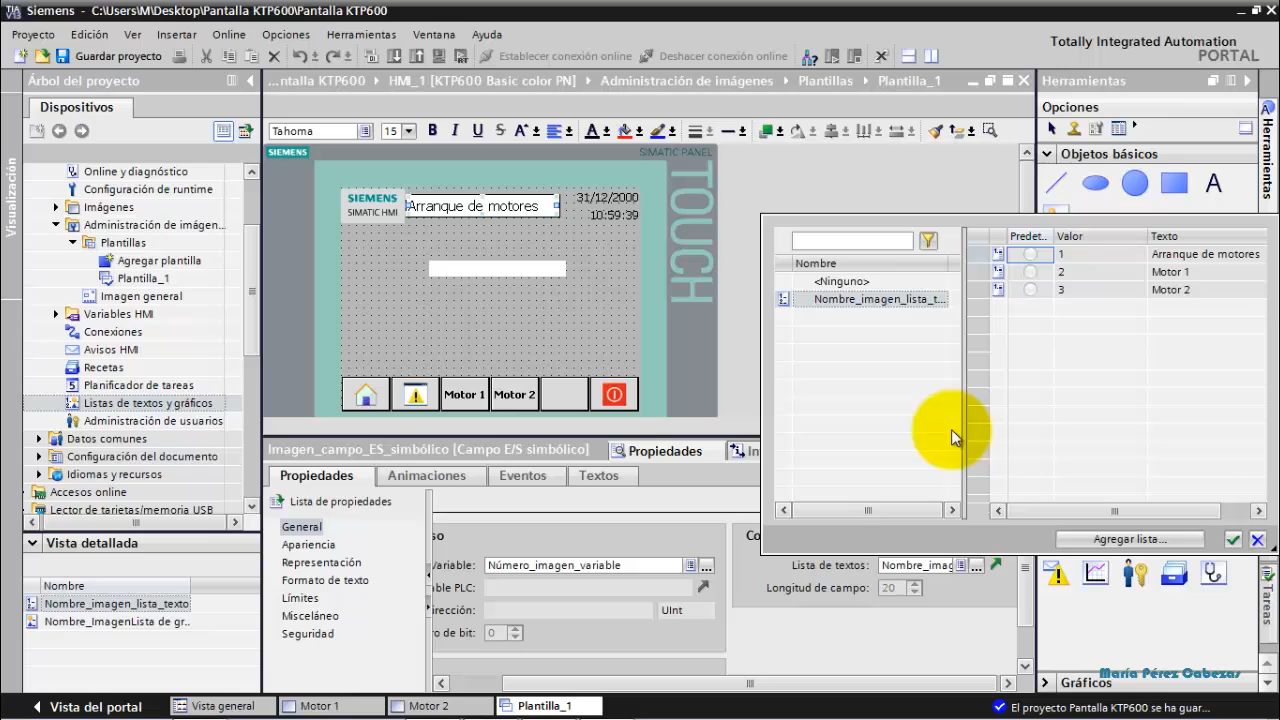 Siemens - C:\Users\M\Desktop\Pantalla KTP600\Pantalla KTP600
Proyecto Edición Ver Insertar Online Opciones Herramientas Ventana Ayuda
Totally Integrated Automation
PORTAL
Guardar proyecto
Establecer conexión online
Deshacer conexión online
Árbol del proyecto
...ntalla KTP600 HMI_1 [KTP600 Basic color PN] Administración de imágenes Plantillas Plantilla_1
Herramientas
Dispositivos
Opciones
Tahoma
15
Objetos básicos
Visualización
Herramientas
Tareas
Online y diagnóstico
Configuración de runtime
Imágenes
Administración de imágen...
Plantillas
Agregar plantilla
Plantilla_1
Imagen general
Variables HMI
Conexiones
Avisos HMI
Recetas
Planificador de tareas
Listas de textos y gráficos
Administración de usuarios
Datos comunes
Configuración del documento
Idiomas y recursos
Accesos online
Lector de tarjetas/memoria USB
Vista detallada
Nombre
Nombre_imagen_lista_texto
Nombre_ImagenLista de gr...
SIEMENS
SIMATIC PANEL
TOUCH
SIEMENS
SIMATIC HMI
Arranque de motores
31/12/2000
10:59:39
Motor 1
Motor 2
Nombre
<Ninguno>
Nombre_imagen_lista_t...
Predet... Valor Texto
1 Arranque de motores
2 Motor 1
3 Motor 2
Agregar lista...
Imagen_campo_ES_simbólico [Campo E/S simbólico]
Propiedades
Propiedades Animaciones Eventos Textos
Lista de propiedades
General
Apariencia
Representación
Formato de texto
Límites
Misceláneo
Seguridad
Variable: Número_imagen_variable
UInt
0
Lista de textos: Nombre_imag
Longitud de campo: 20
María Pérez Cabezas
Gráficos
Vista del portal
Vista general
Motor 1
Motor 2
Plantilla_1
El proyecto Pantalla KTP600 se ha guar...